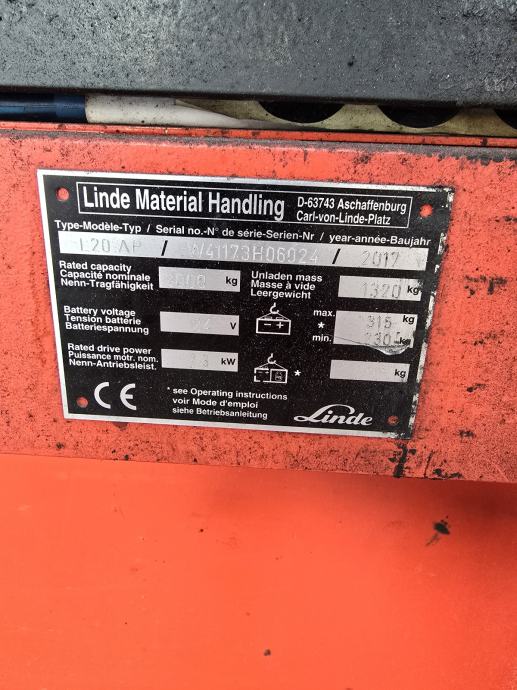 Linde Material Handling
D-63743 Aschaffenburg
Carl-von-Linde-Platz
Type-Modèle-Typ / Serial no.-N° de série-Serien-Nr / year-année-Baujahr
L20 AP / W41173H06024 / 2017
Rated capacity
Capacité nominale
Nenn-Tragfähigkeit
2000 kg
Unladen mass
Masse à vide
Leergewicht
1320 kg
Battery voltage
Tension batterie
Batteriespannung
V
max. 315
* kg
min. 230
Rated drive power
Puissance motr. nom.
Nenn-Antriebsleist.
kW
* kg
CE
* see Operating instructions
voir Mode d'emploi
siehe Betriebsanleitung
Linde